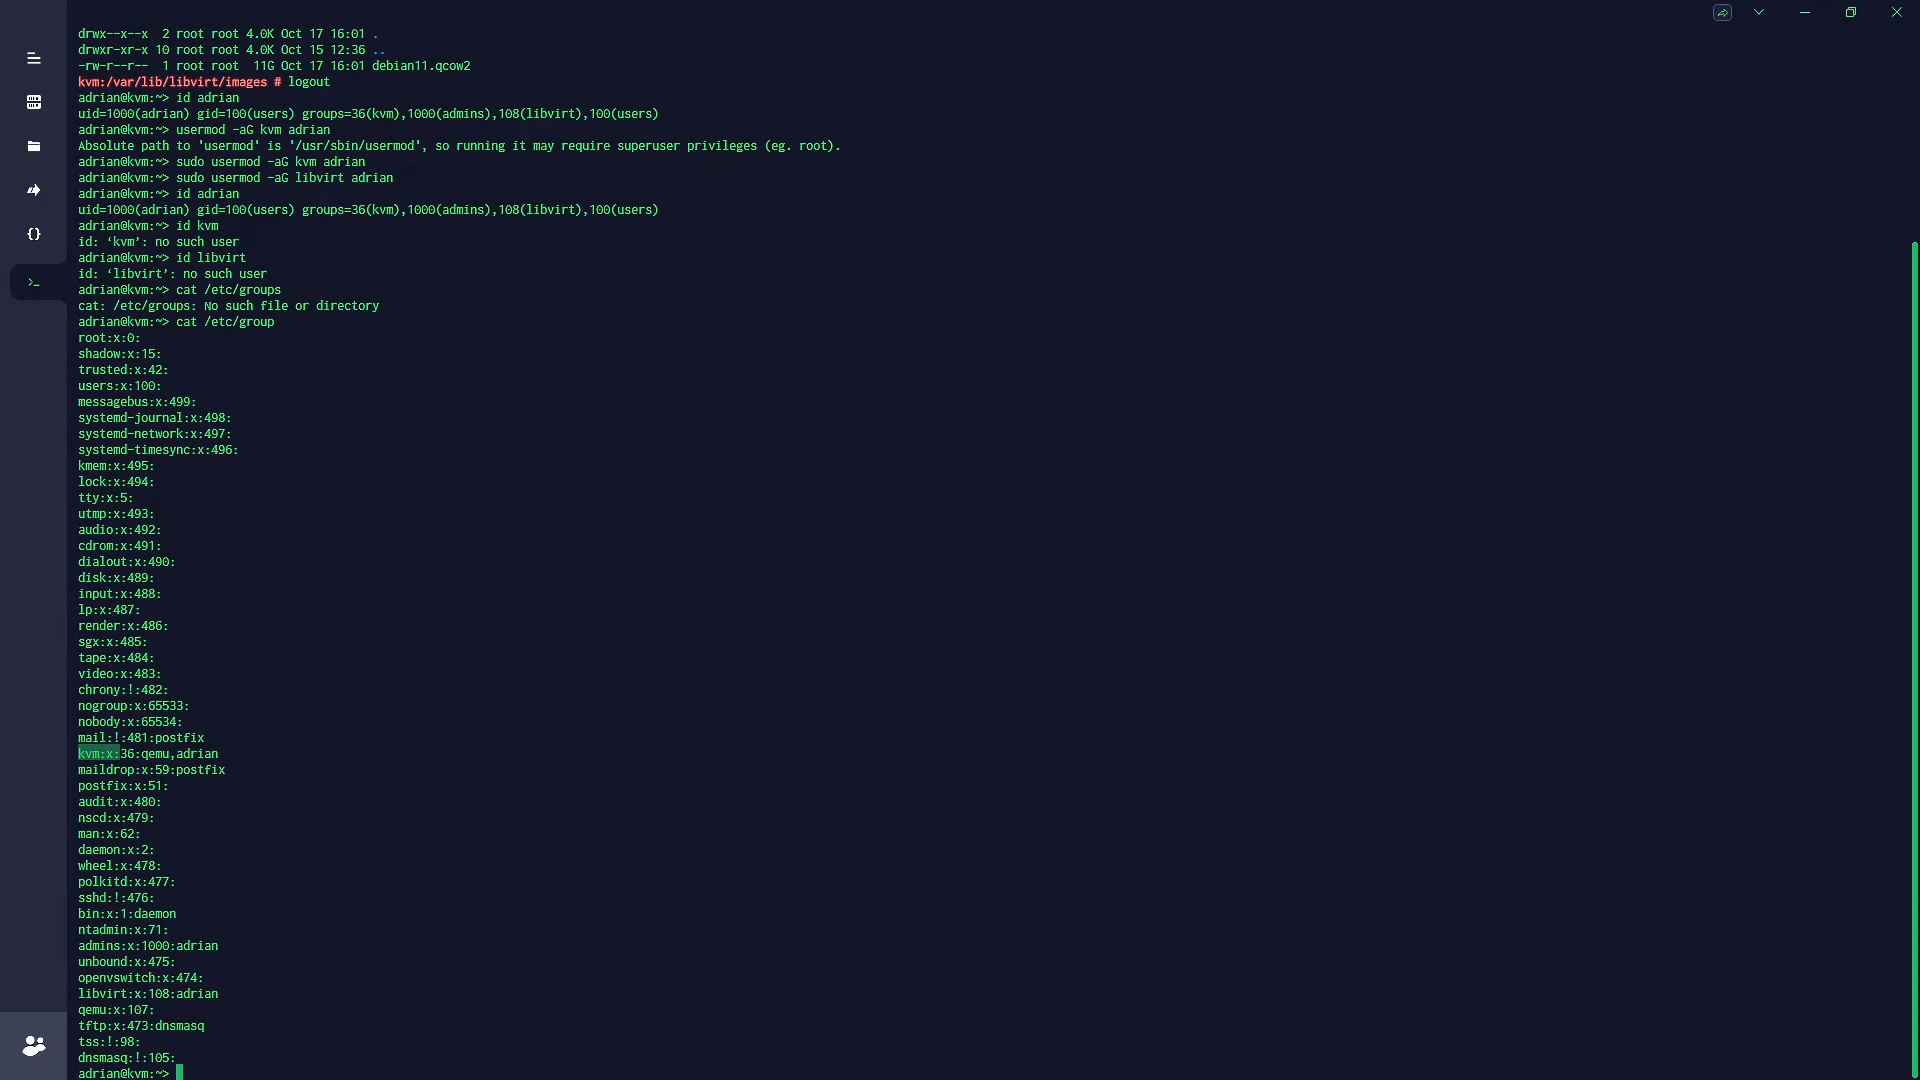 drwx--x--x  2 root root 4.0K Oct 17 16:01 .
drwxr-xr-x 10 root root 4.0K Oct 15 12:36 ..
-rw-r--r--  1 root root  11G Oct 17 16:01 debian11.qcow2
kvm:/var/lib/libvirt/images # logout
adrian@kvm:~> id adrian
uid=1000(adrian) gid=100(users) groups=36(kvm),1000(admins),108(libvirt),100(users)
adrian@kvm:~> usermod -aG kvm adrian
Absolute path to 'usermod' is '/usr/sbin/usermod', so running it may require superuser privileges (eg. root).
adrian@kvm:~> sudo usermod -aG kvm adrian
adrian@kvm:~> sudo usermod -aG libvirt adrian
adrian@kvm:~> id adrian
uid=1000(adrian) gid=100(users) groups=36(kvm),1000(admins),108(libvirt),100(users)
adrian@kvm:~> id kvm
id: ‘kvm’: no such user
adrian@kvm:~> id libvirt
id: ‘libvirt’: no such user
adrian@kvm:~> cat /etc/groups
cat: /etc/groups: No such file or directory
adrian@kvm:~> cat /etc/group
root:x:0:
shadow:x:15:
trusted:x:42:
users:x:100:
messagebus:x:499:
systemd-journal:x:498:
systemd-network:x:497:
systemd-timesync:x:496:
kmem:x:495:
lock:x:494:
tty:x:5:
utmp:x:493:
audio:x:492:
cdrom:x:491:
dialout:x:490:
disk:x:489:
input:x:488:
lp:x:487:
render:x:486:
sgx:x:485:
tape:x:484:
video:x:483:
chrony:!:482:
nogroup:x:65533:
nobody:x:65534:
mail:!:481:postfix
kvm:x:36:qemu,adrian
maildrop:x:59:postfix
postfix:x:51:
audit:x:480:
nscd:x:479:
man:x:62:
daemon:x:2:
wheel:x:478:
polkitd:x:477:
sshd:!:476:
bin:x:1:daemon
ntadmin:x:71:
admins:x:1000:adrian
unbound:x:475:
openvswitch:x:474:
libvirt:x:108:adrian
qemu:x:107:
tftp:x:473:dnsmasq
tss:!:98:
dnsmasq:!:105:
adrian@kvm:~>